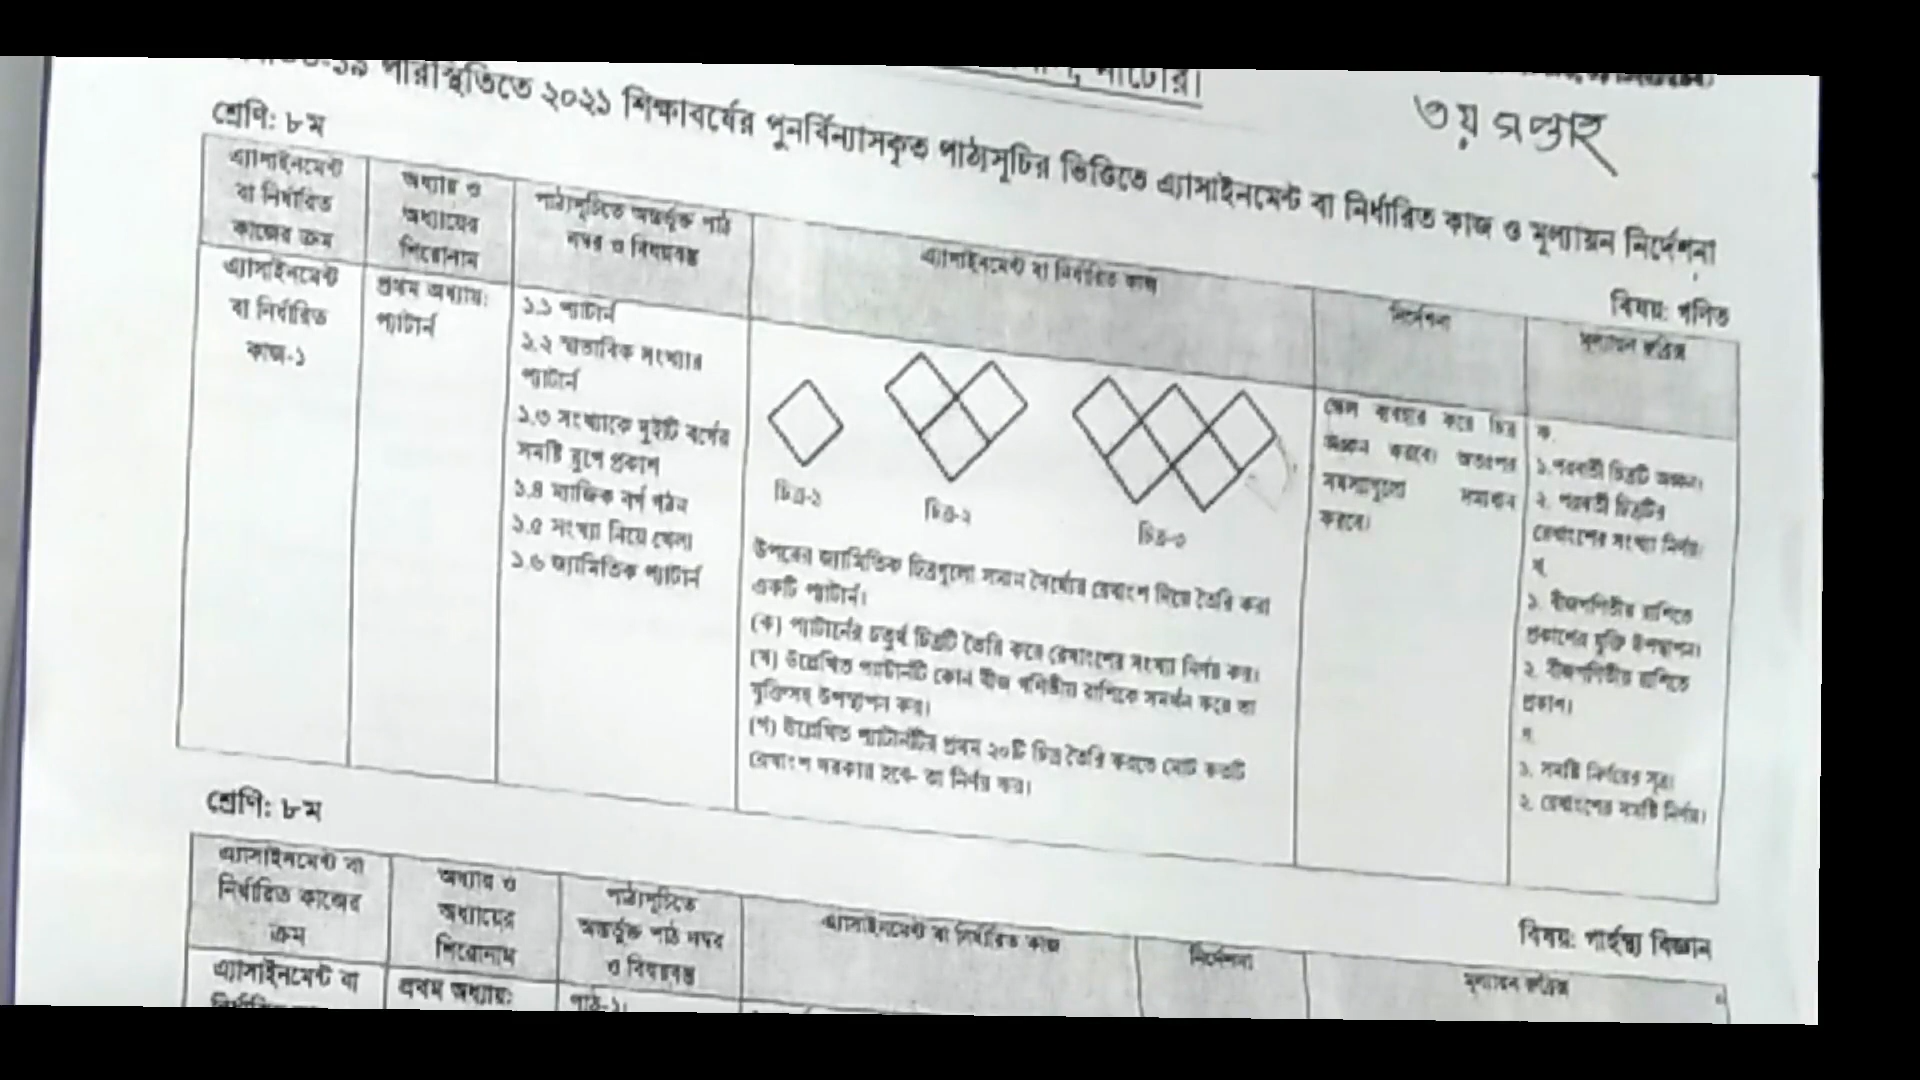 নাটোর।
৩য় সপ্তাহ
পরিস্থিতিতে ২০২১ শিক্ষাবর্ষের পুনর্বিন্যাসকৃত পাঠ্যসূচির ভিত্তিতে এ্যাসাইনমেন্ট বা নির্ধারিত কাজ ও মূল্যায়ন নির্দেশনা
শ্রেণি: ৮ম
বিষয়: গণিত
এ্যাসাইনমেন্ট
বা নির্ধারিত
কাজের ক্রম
অধ্যায় ও
অধ্যায়ের
শিরোনাম
পাঠ্যসূচিতে অন্তর্ভুক্ত পাঠ
নম্বর ও বিষয়বস্তু
এ্যাসাইনমেন্ট বা নির্ধারিত কাজ
নির্দেশনা
মূল্যায়ন রুব্রিক্স
এ্যাসাইনমেন্ট
বা নির্ধারিত
কাজ-১
প্রথম অধ্যায়:
প্যাটার্ন
১.১ প্যাটার্ন
১.২ স্বাভাবিক সংখ্যার
প্যাটার্ন
১.৩ সংখ্যাকে দুইটি বর্গের
সমষ্টি রুপে প্রকাশ
১.৪ ম্যাজিক বর্গ গঠন
১.৫ সংখ্যা নিয়ে খেলা
১.৬ জ্যামিতিক প্যাটার্ন
চিত্র-১
চিত্র-২
চিত্র-৩
উপরের জ্যামিতিক চিত্রগুলো সমান দৈর্ঘ্যের রেখাংশ দিয়ে তৈরি করা
একটি প্যাটার্ন।
(ক) প্যাটার্নের চতুর্থ চিত্রটি তৈরি করে রেখাংশের সংখ্যা নির্ণয় কর।
(খ) উল্লেখিত প্যাটার্নটি কোন বীজ গণিতীয় রাশিকে সমর্থন করে তা
যুক্তিসহ উপস্থাপন কর।
(গ) উল্লেখিত প্যাটার্নটির প্রথম ২০টি চিত্র তৈরি করতে মোট কতটি
রেখাংশ দরকার হবে- তা নির্ণয় কর।
স্কেল ব্যবহার করে চিত্র
অঙ্কন করবে। অতঃপর
সমস্যাগুলো সমাধান
করবে।
ক.
১.পরবর্তী চিত্রটি অঙ্কন।
২. পরবর্তী চিত্রটির
রেখাংশের সংখ্যা নির্ণয়।
খ.
১. বীজগণিতীয় রাশিতে
প্রকাশের যুক্তি উপস্থাপন।
২. বীজগণিতীয় রাশিতে
প্রকাশ।
গ.
১. সমষ্টি নির্ণয়ের সূত্র।
২. রেখাংশের সমষ্টি নির্ণয়।
শ্রেণি: ৮ম
বিষয়: গার্হস্থ্য বিজ্ঞান
এ্যাসাইনমেন্ট বা
নির্ধারিত কাজের
ক্রম
অধ্যায় ও
অধ্যায়ের
শিরোনাম
পাঠ্যসূচিতে
অন্তর্ভুক্ত পাঠ নম্বর
ও বিষয়বস্তু
এ্যাসাইনমেন্ট বা নির্ধারিত কাজ
নির্দেশনা
মূল্যায়ন রুব্রিক্স
এ্যাসাইনমেন্ট বা
প্রথম অধ্যায়:
পাঠ-১।